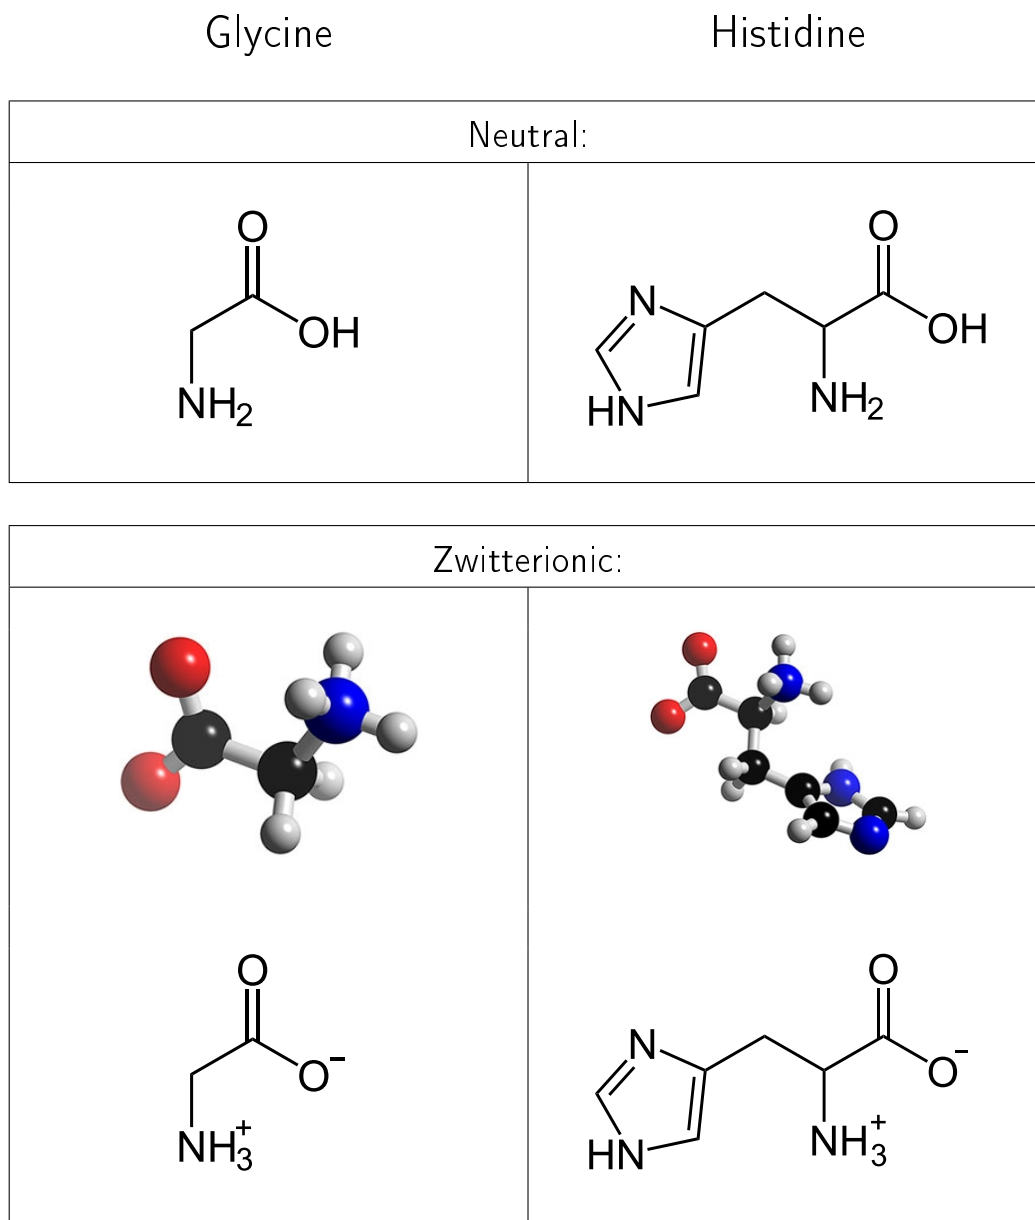 Glycine Histidine
Neutral:
O
OH
NH2
O
N
OH
HN
NH2
Zwitterionic:
O
O−
NH3+
O
N
O−
HN
NH3+